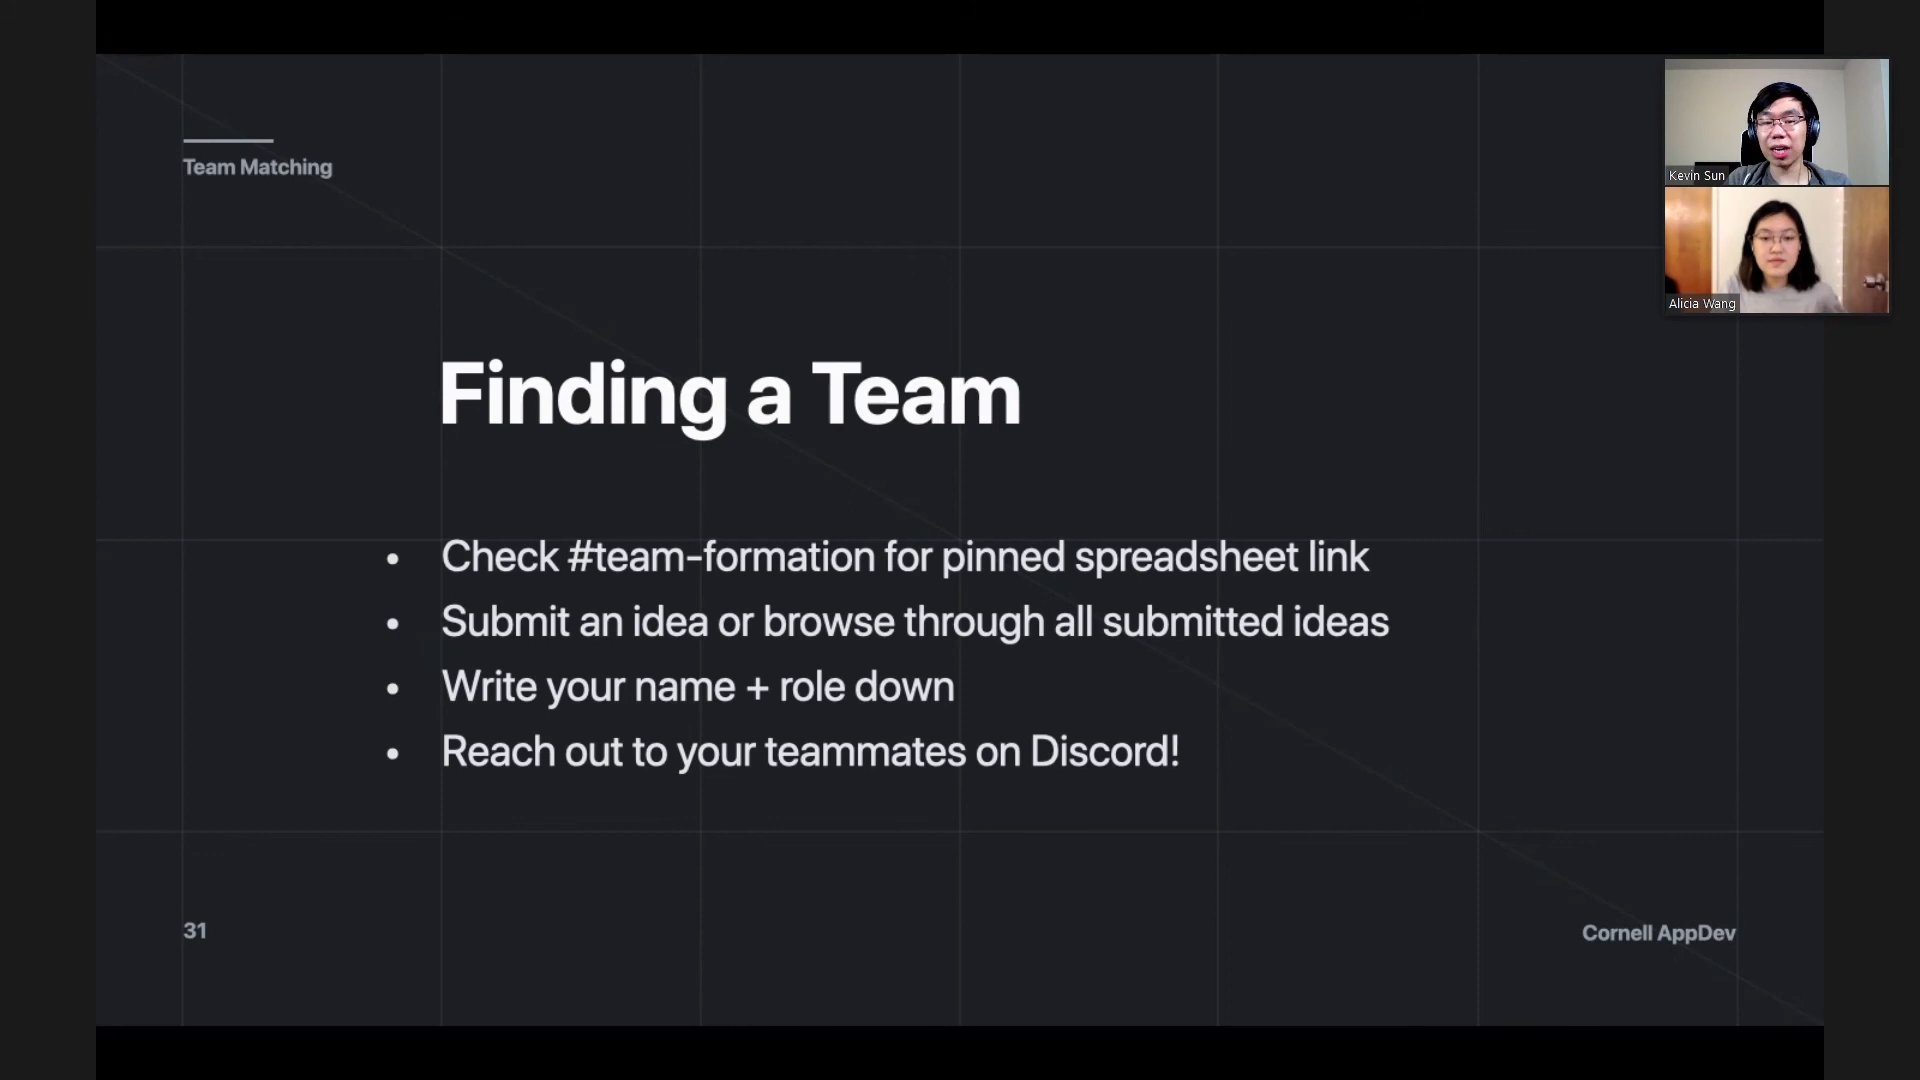 Team Matching
Kevin Sun
Alicia Wang
Finding a Team
• Check #team-formation for pinned spreadsheet link
• Submit an idea or browse through all submitted ideas
• Write your name + role down
• Reach out to your teammates on Discord!
31
Cornell AppDev